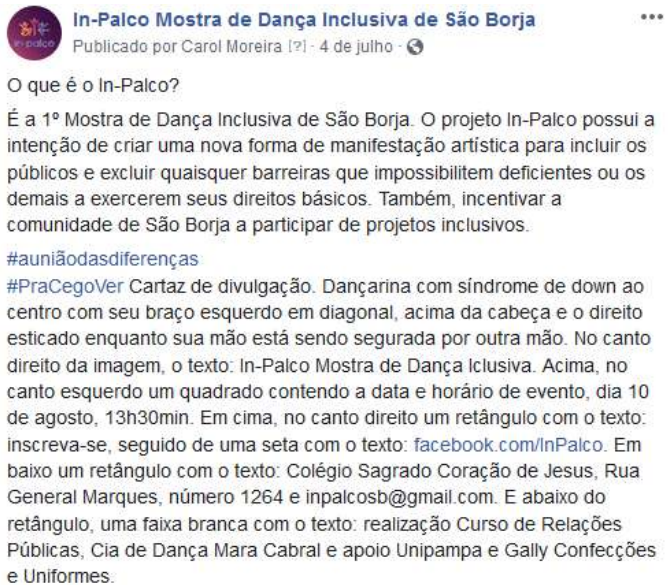 In-Palco Mostra de Dança Inclusiva de São Borja
Publicado por Carol Moreira [?] · 4 de julho ·
in-palco
O que é o In-Palco?
É a 1º Mostra de Dança Inclusiva de São Borja. O projeto In-Palco possui a
intenção de criar uma nova forma de manifestação artística para incluir os
públicos e excluir quaisquer barreiras que impossibilitem deficientes ou os
demais a exercerem seus direitos básicos. Também, incentivar a
comunidade de São Borja a participar de projetos inclusivos.
#auniãodasdiferenças
#PraCegoVer Cartaz de divulgação. Dançarina com síndrome de down ao
centro com seu braço esquerdo em diagonal, acima da cabeça e o direito
esticado enquanto sua mão está sendo segurada por outra mão. No canto
direito da imagem, o texto: In-Palco Mostra de Dança Iclusiva. Acima, no
canto esquerdo um quadrado contendo a data e horário de evento, dia 10
de agosto, 13h30min. Em cima, no canto direito um retângulo com o texto:
inscreva-se, seguido de uma seta com o texto: facebook.com/InPalco. Em
baixo um retângulo com o texto: Colégio Sagrado Coração de Jesus, Rua
General Marques, número 1264 e inpalcosb@gmail.com. E abaixo do
retângulo, uma faixa branca com o texto: realização Curso de Relações
Públicas, Cia de Dança Mara Cabral e apoio Unipampa e Gally Confecções
e Uniformes.